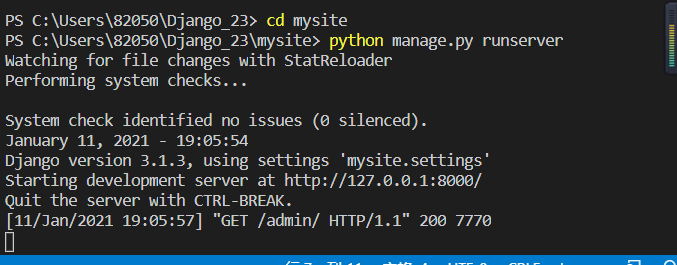 PS C:\Users\82050\Django_23> cd mysite
PS C:\Users\82050\Django_23\mysite> python manage.py runserver
Watching for file changes with StatReloader
Performing system checks...
System check identified no issues (0 silenced).
January 11, 2021 - 19:05:54
Django version 3.1.3, using settings 'mysite.settings'
Starting development server at http://127.0.0.1:8000/
Quit the server with CTRL-BREAK.
[11/Jan/2021 19:05:57] "GET /admin/ HTTP/1.1" 200 7770